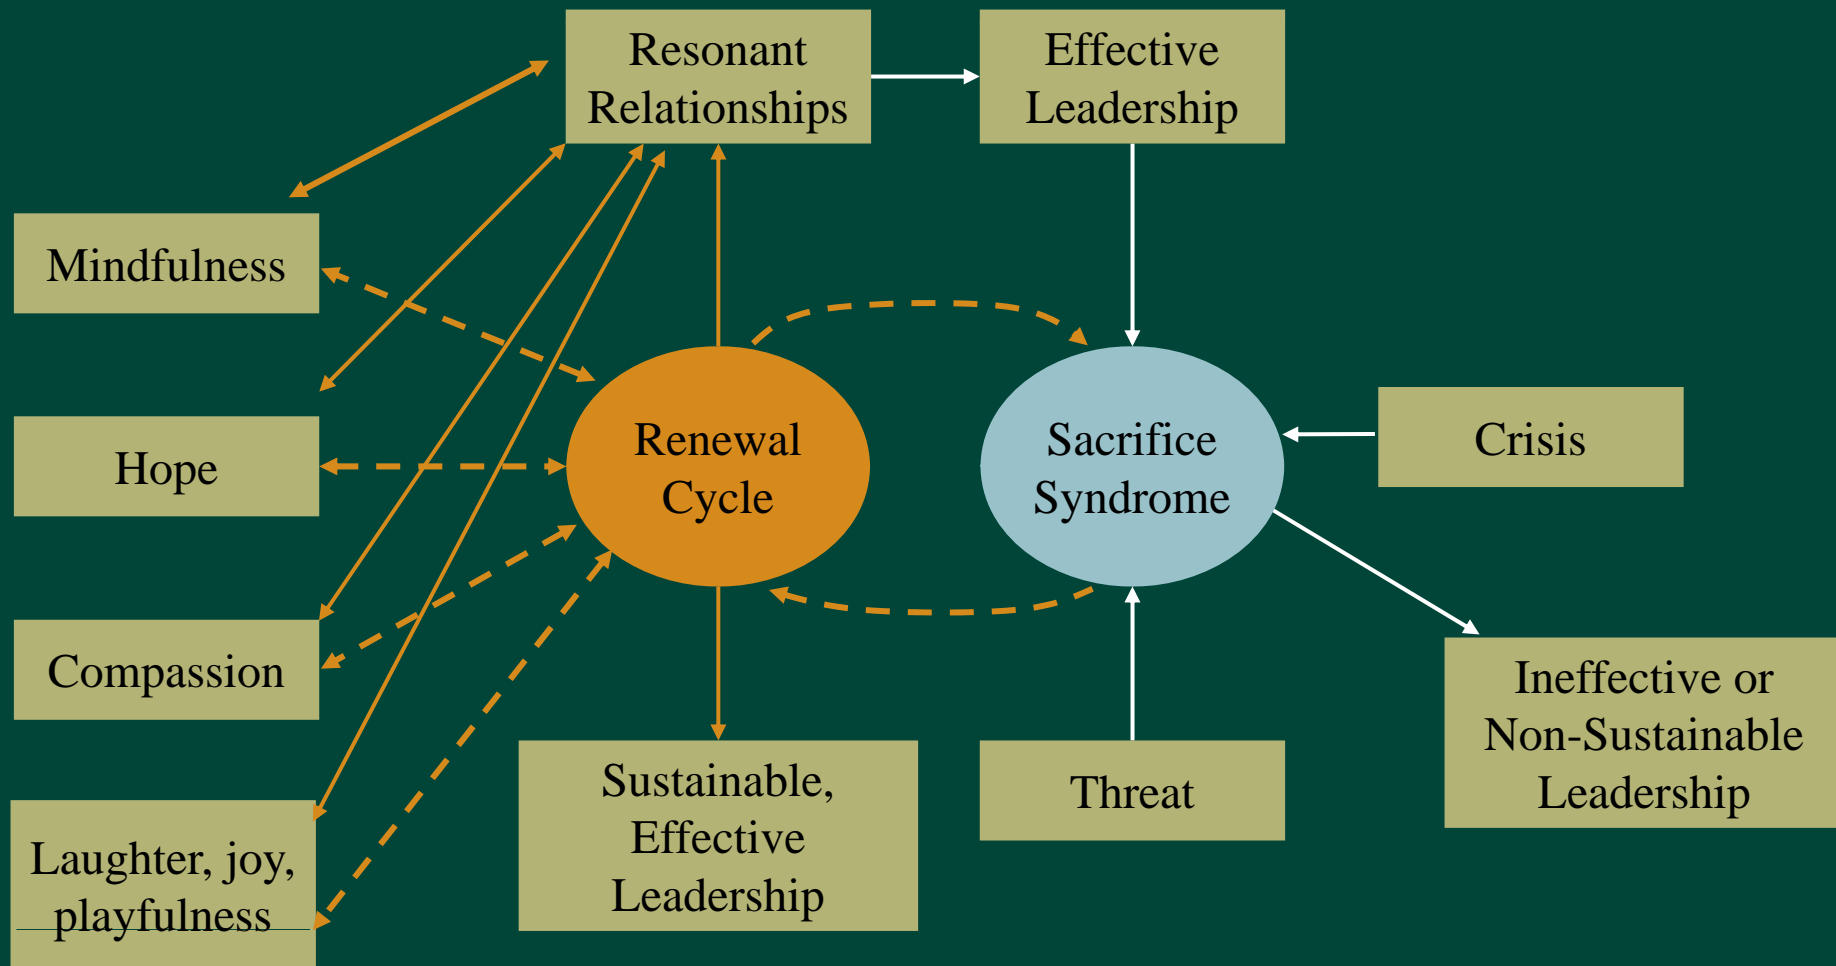 Resonant
Relationships
Effective
Leadership
Mindfulness
Hope
Renewal
Cycle
Sacrifice
Syndrome
Crisis
Compassion
Laughter, joy,
playfulness
Sustainable,
Effective
Leadership
Threat
Ineffective or
Non-Sustainable
Leadership